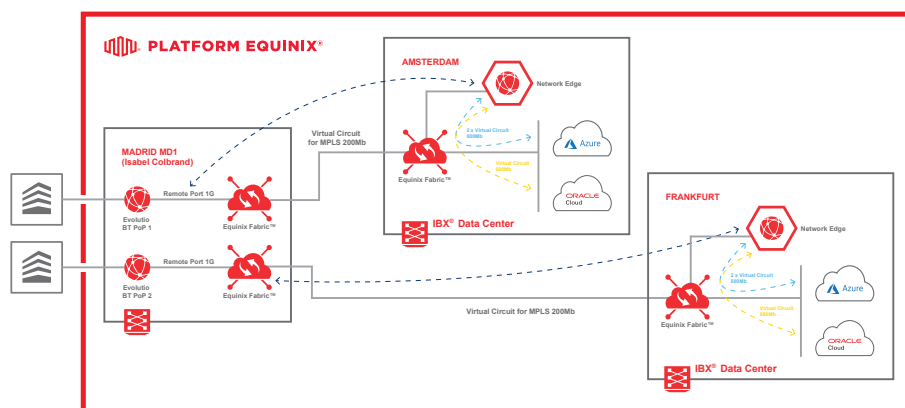 PLATFORM EQUINIX®
AMSTERDAM
Network Edge
2 x Virtual Circuit
500Mb
Azure
Virtual Circuit
500Mb
ORACLE
Cloud
Equinix Fabric™
IBX® Data Center
Virtual Circuit
for MPLS 200Mb
MADRID MD1
(Isabel Colbrand)
Remote Port 1G
Evolutio
BT PoP 1
Equinix Fabric™
Remote Port 1G
Evolutio
BT PoP 2
Equinix Fabric™
Virtual Circuit for MPLS 200Mb
FRANKFURT
Network Edge
2 x Virtual Circuit
500Mb
Azure
Virtual Circuit
500Mb
ORACLE
Cloud
Equinix Fabric™
IBX® Data Center